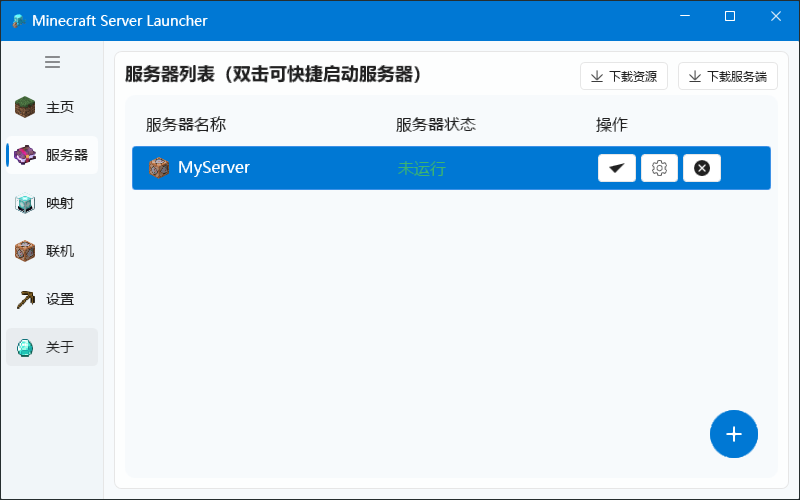 Minecraft Server Launcher
主页
服务器
映射
联机
设置
关于
服务器列表（双击可快捷启动服务器）
下载资源
下载服务端
服务器名称 服务器状态 操作
MyServer 未运行